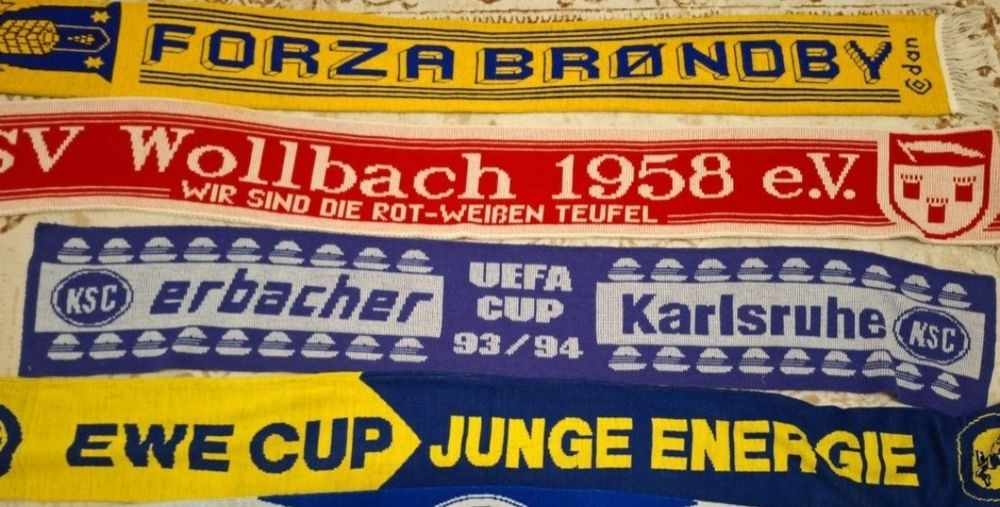 FORZA BRØNDBY
dan
SV Wollbach 1958 e.V.
WIR SIND DIE ROT-WEIßEN TEUFEL
KSC erbacher
UEFA
CUP
93/94
Karlsruhe KSC
EWE CUP JUNGE ENERGIE